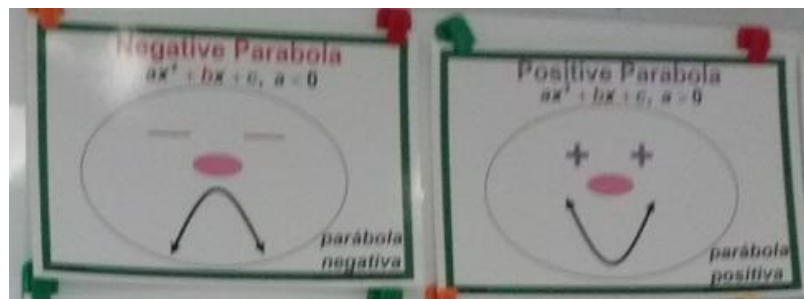 Negative Parabola
ax² + bx + c, a < 0
parábola
negativa
Positive Parabola
ax² + bx + c, a > 0
parábola
positiva